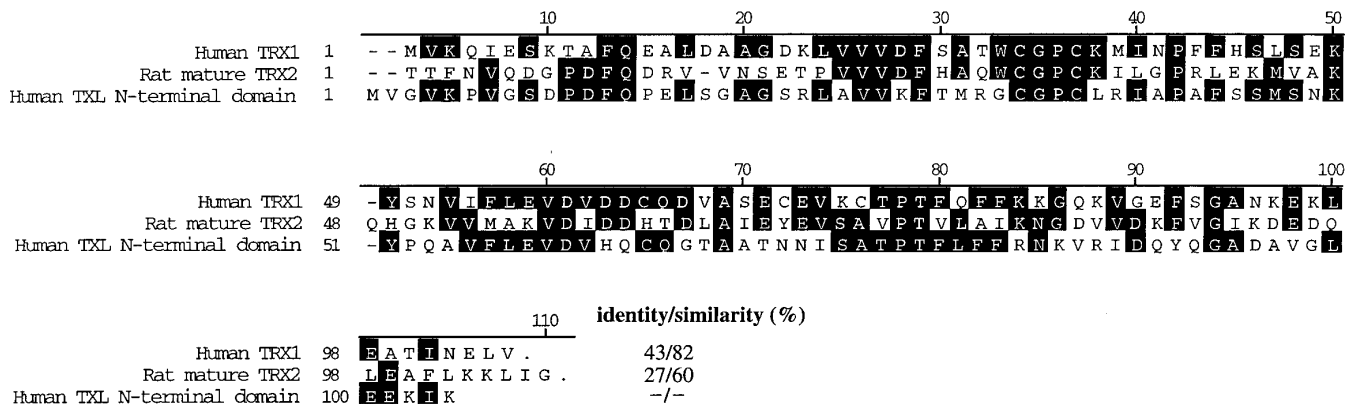 10 20 30 40 50
Human TRX1 1 - - M V K Q I E S K T A F Q E A L D A A G D K L V V V D F S A T W C G P C K M I N P F F H S L S E K
Rat mature TRX2 1 - - T T F N V Q D G P D F Q D R V - V N S E T P V V V D F H A Q W C G P C K I L G P R L E K M V A K
Human TXL N-terminal domain 1 M V G V K P V G S D P D F Q P E L S G A G S R L A V V K F T M R G C G P C L R I A P A F S S M S N K
60 70 80 90 100
Human TRX1 49 - Y S N V I F L E V D V D D C Q D V A S E C E V K C T P T F Q F F K K G Q K V G E F S G A N K E K L
Rat mature TRX2 48 Q H G K V V M A K V D I D D H T D L A I E Y E V S A V P T V L A I K N G D V V D K F V G I K D E D Q
Human TXL N-terminal domain 51 - Y P Q A V F L E V D V H Q C Q G T A A T N N I S A T P T F L F F R N K V R I D Q Y Q G A D A V G L
110 identity/similarity (%)
Human TRX1 98 E A T I N E L V . 43/82
Rat mature TRX2 98 L E A F L K K L I G . 27/60
Human TXL N-terminal domain 100 E E K I K -/-